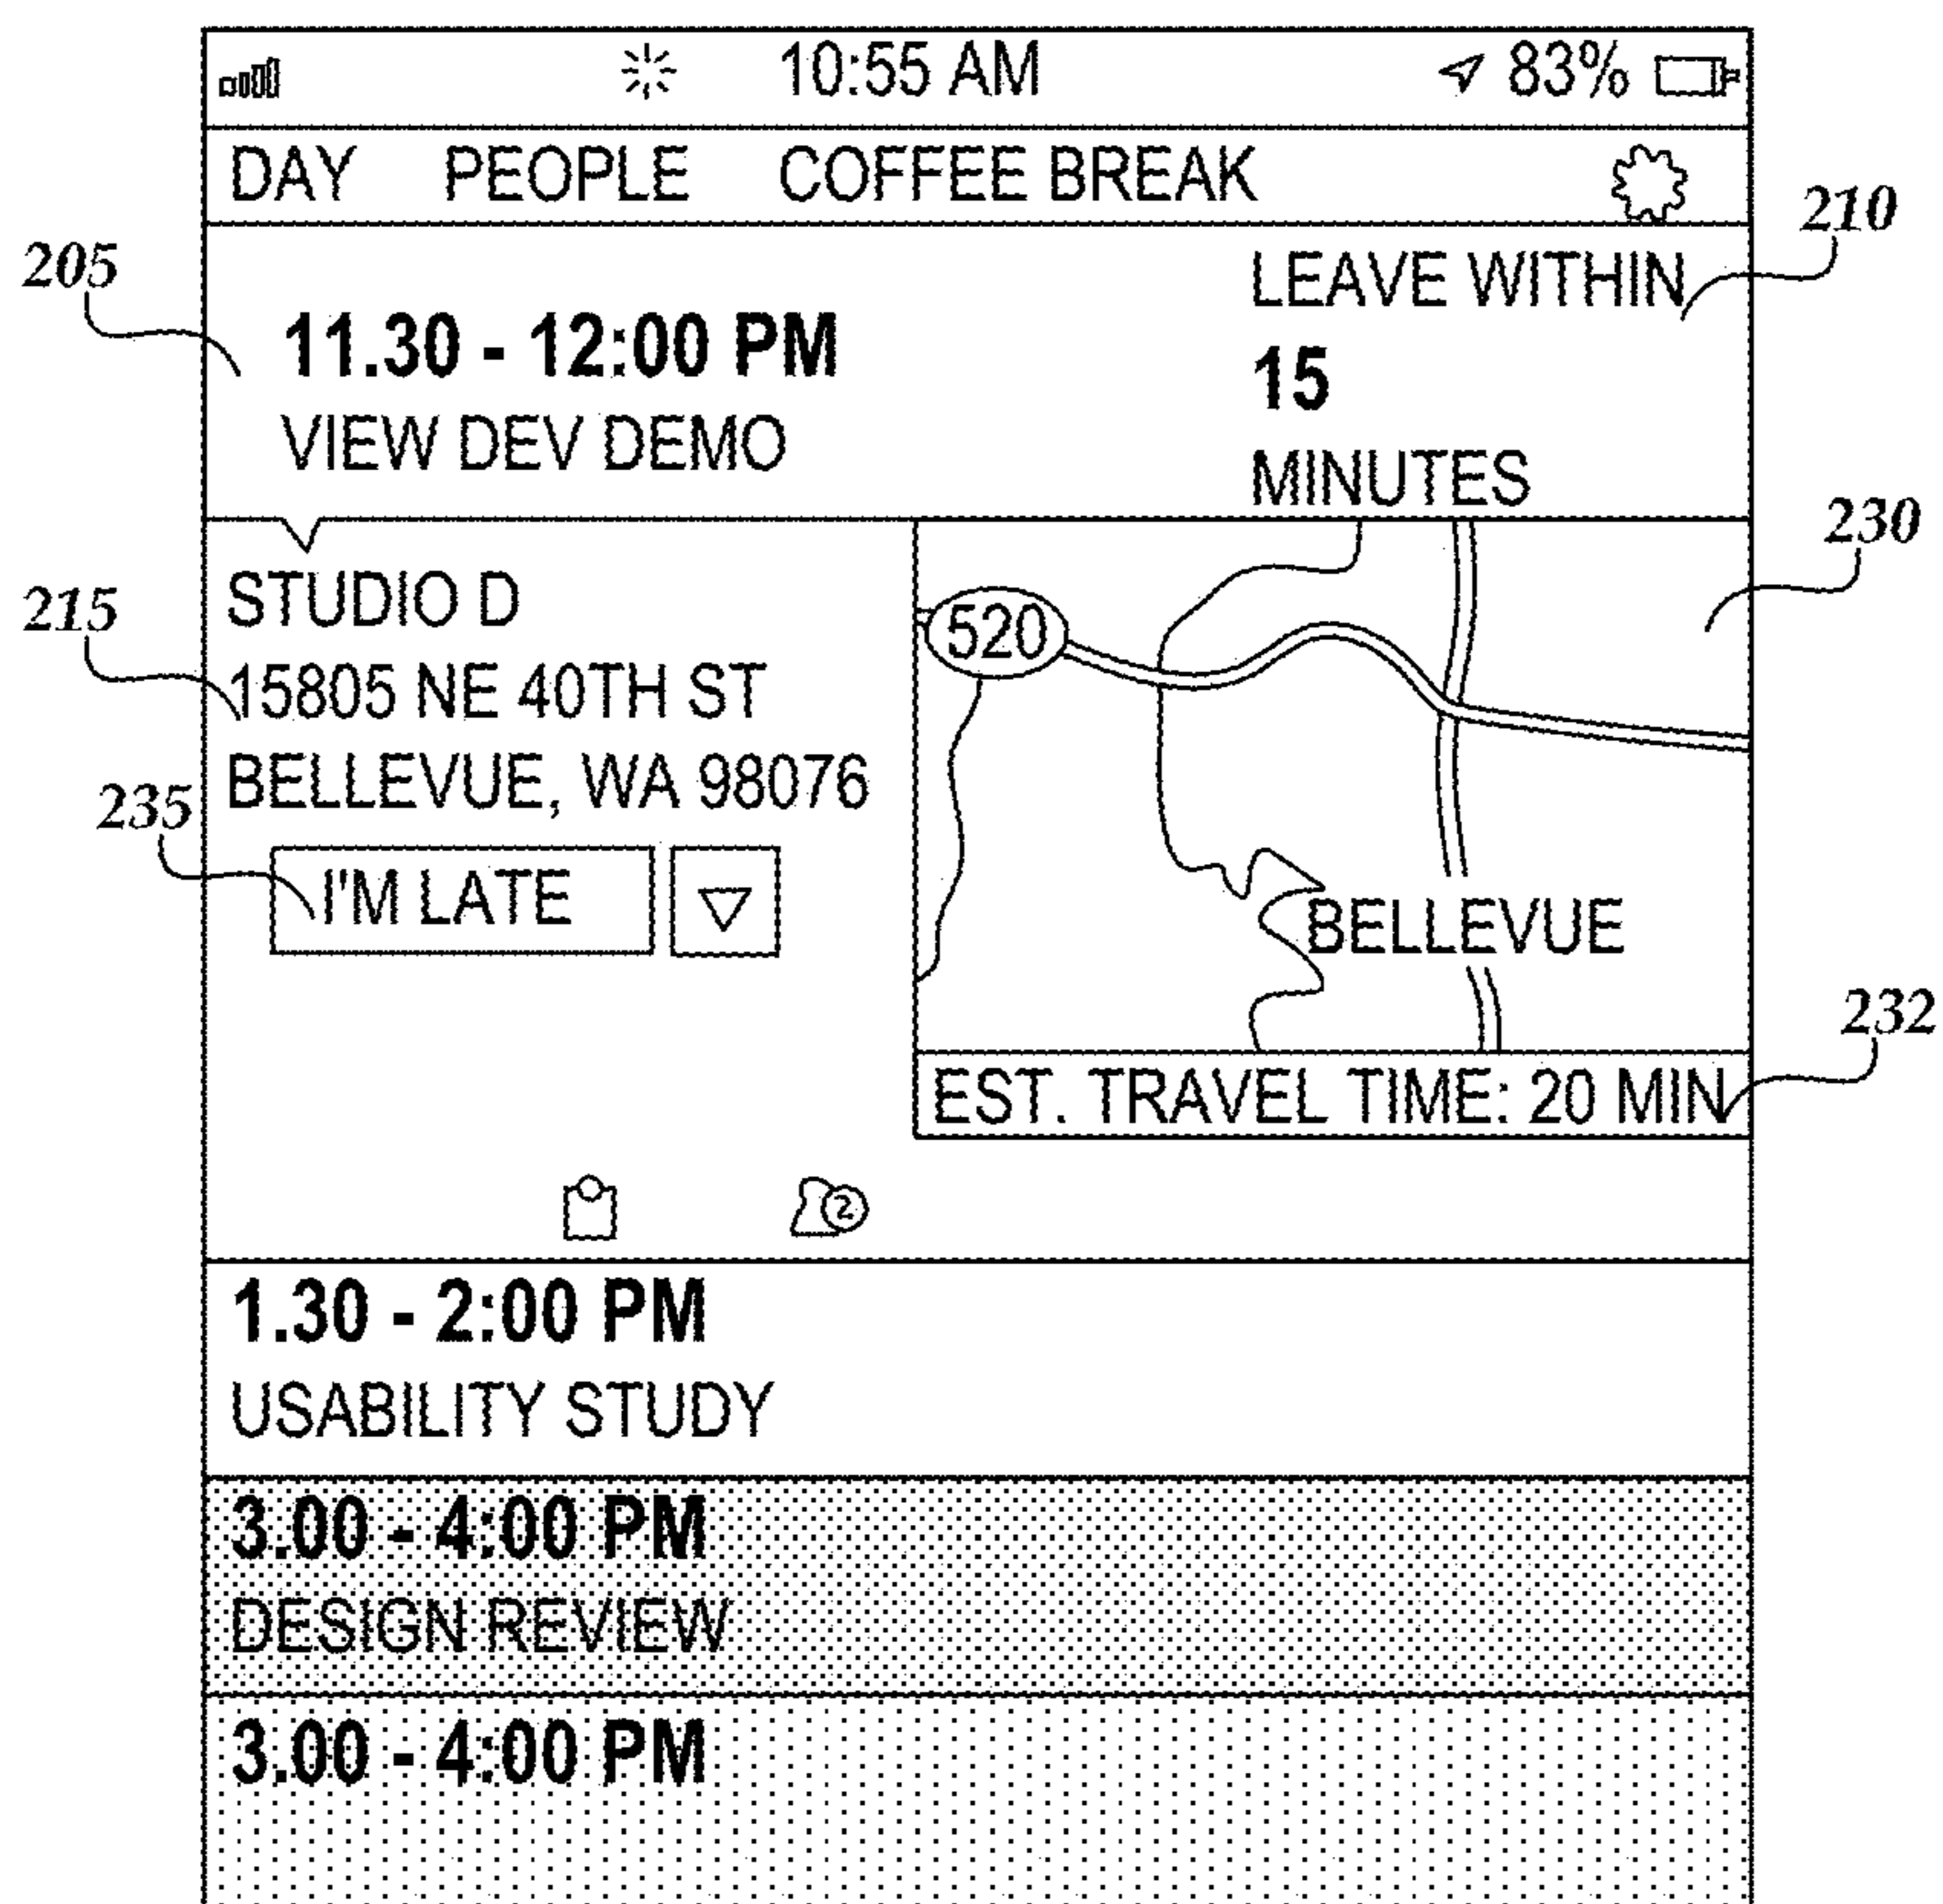 10:55 AM 83%
DAY PEOPLE COFFEE BREAK
210
205
LEAVE WITHIN
11.30 - 12:00 PM
15
VIEW DEV DEMO
MINUTES
230
215
STUDIO D
520
15805 NE 40TH ST
BELLEVUE, WA 98076
235
I'M LATE
BELLEVUE
232
EST. TRAVEL TIME: 20 MIN
2
1.30 - 2:00 PM
USABILITY STUDY
3.00 - 4:00 PM
DESIGN REVIEW
3.00 - 4:00 PM